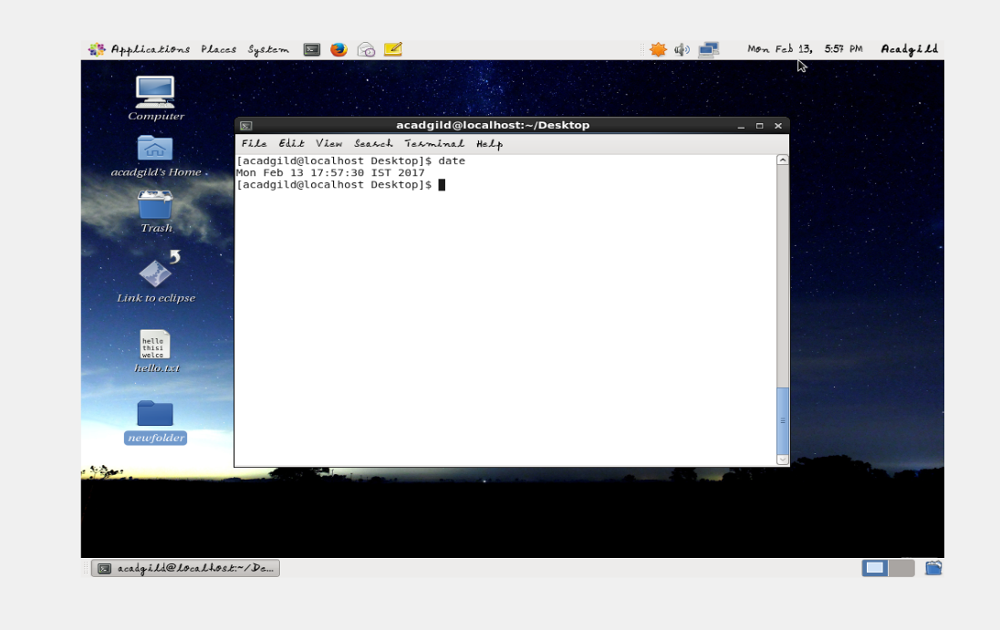 Applications Places System Mon Feb 13, 5:57 PM Acadgild
Computer
acadgild's Home
Trash
Link to eclipse
hello
thisi
welco
hello.txt
newfolder
acadgild@localhost:~/Desktop
File Edit View Search Terminal Help
[acadgild@localhost Desktop]$ date
Mon Feb 13 17:57:30 IST 2017
[acadgild@localhost Desktop]$
acadgild@localhost:~/De...